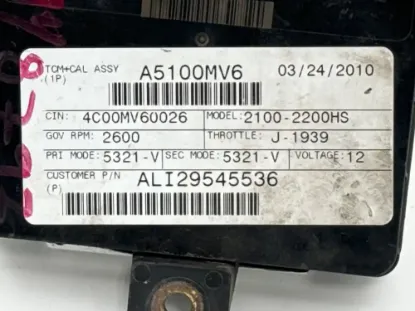 TCM+CAL ASSY A5100MV6 03/24/2010
(1P)
CIN: 4C00MV60026 MODEL: 2100-2200HS
GOV RPM: 2600 THROTTLE: J-1939
PRI MODE: 5321-V SEC MODE: 5321-V VOLTAGE: 12
CUSTOMER P/N ALI29545536
(P)